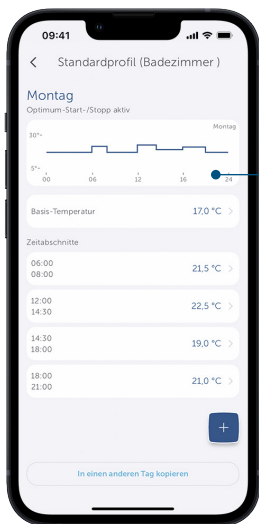 09:41
Standardprofil (Badezimmer )
Montag
Optimum-Start-/Stopp aktiv
Montag
30°-
5°-
00 06 12 16 24
Basis-Temperatur 17,0 °C
Zeitabschnitte
06:00
08:00
21,5 °C
12:00
14:30
22,5 °C
14:30
18:00
19,0 °C
18:00
21:00
21,0 °C
+
In einen anderen Tag kopieren